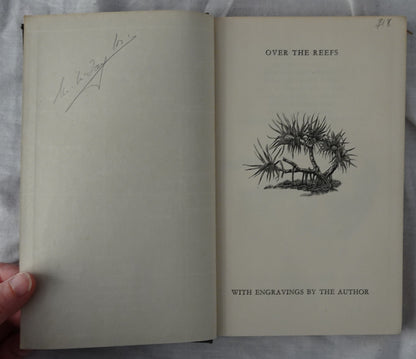 OVER THE REEFS
WITH ENGRAVINGS BY THE AUTHOR